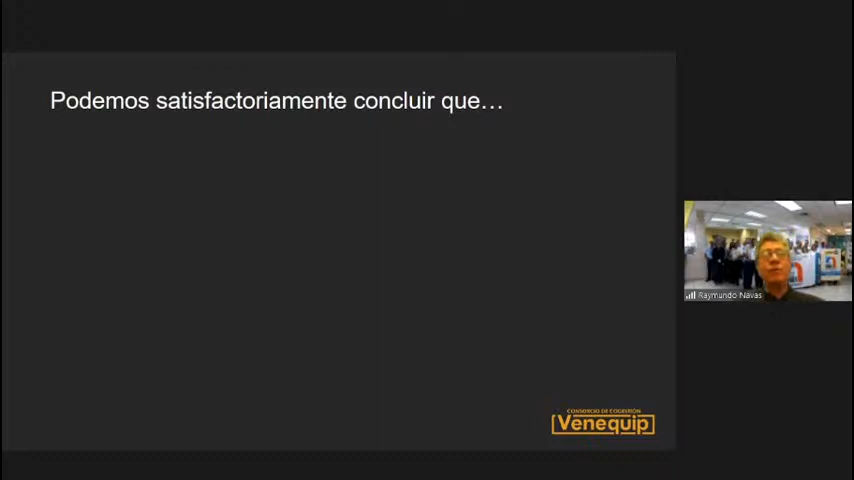 Podemos satisfactoriamente concluir que…
Raymundo Navas
CONSORCIO DE COGESTIÓN
Venequip